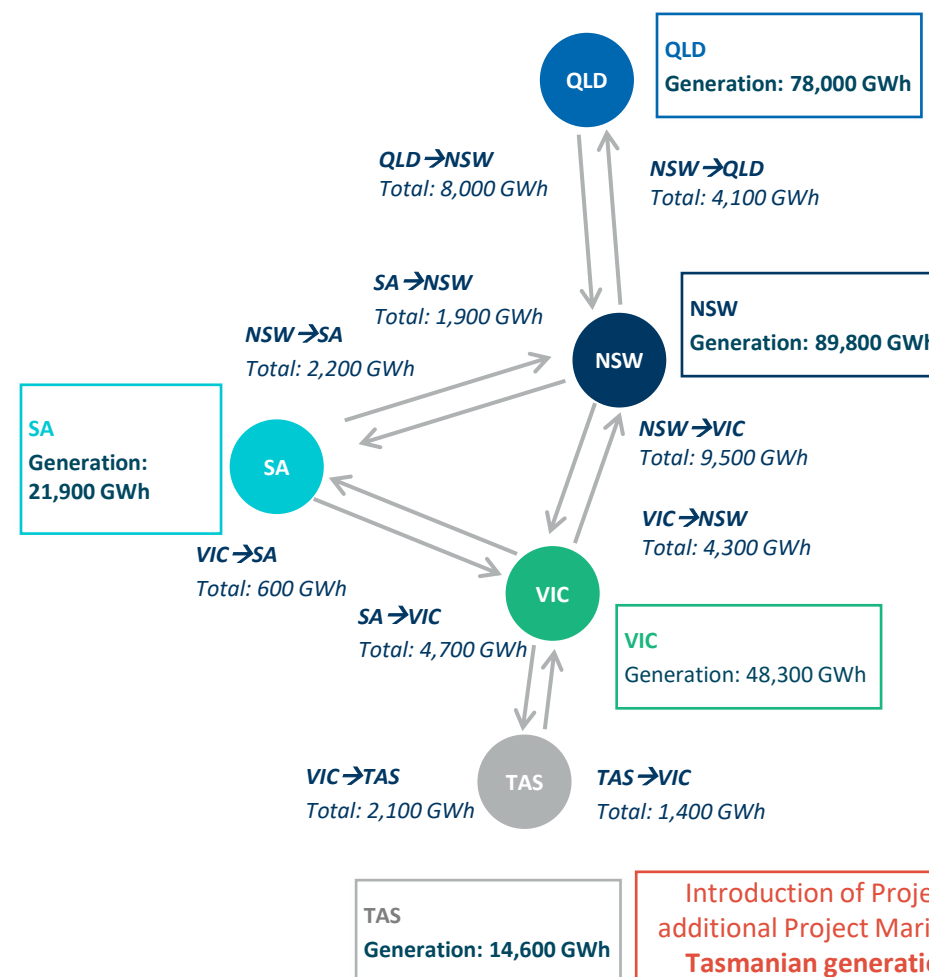 QLD
QLD
Generation: 78,000 GWh
QLD→NSW
Total: 8,000 GWh
NSW→QLD
Total: 4,100 GWh
SA→NSW
Total: 1,900 GWh
NSW→SA
Total: 2,200 GWh
NSW
NSW
Generation: 89,800 GWh
SA
Generation:
21,900 GWh
SA
NSW→VIC
Total: 9,500 GWh
VIC→NSW
Total: 4,300 GWh
VIC→SA
Total: 600 GWh
VIC
SA→VIC
Total: 4,700 GWh
VIC
Generation: 48,300 GWh
VIC→TAS
Total: 2,100 GWh
TAS
TAS→VIC
Total: 1,400 GWh
TAS
Generation: 14,600 GWh
Introduction of
additional Project
Tasmanian